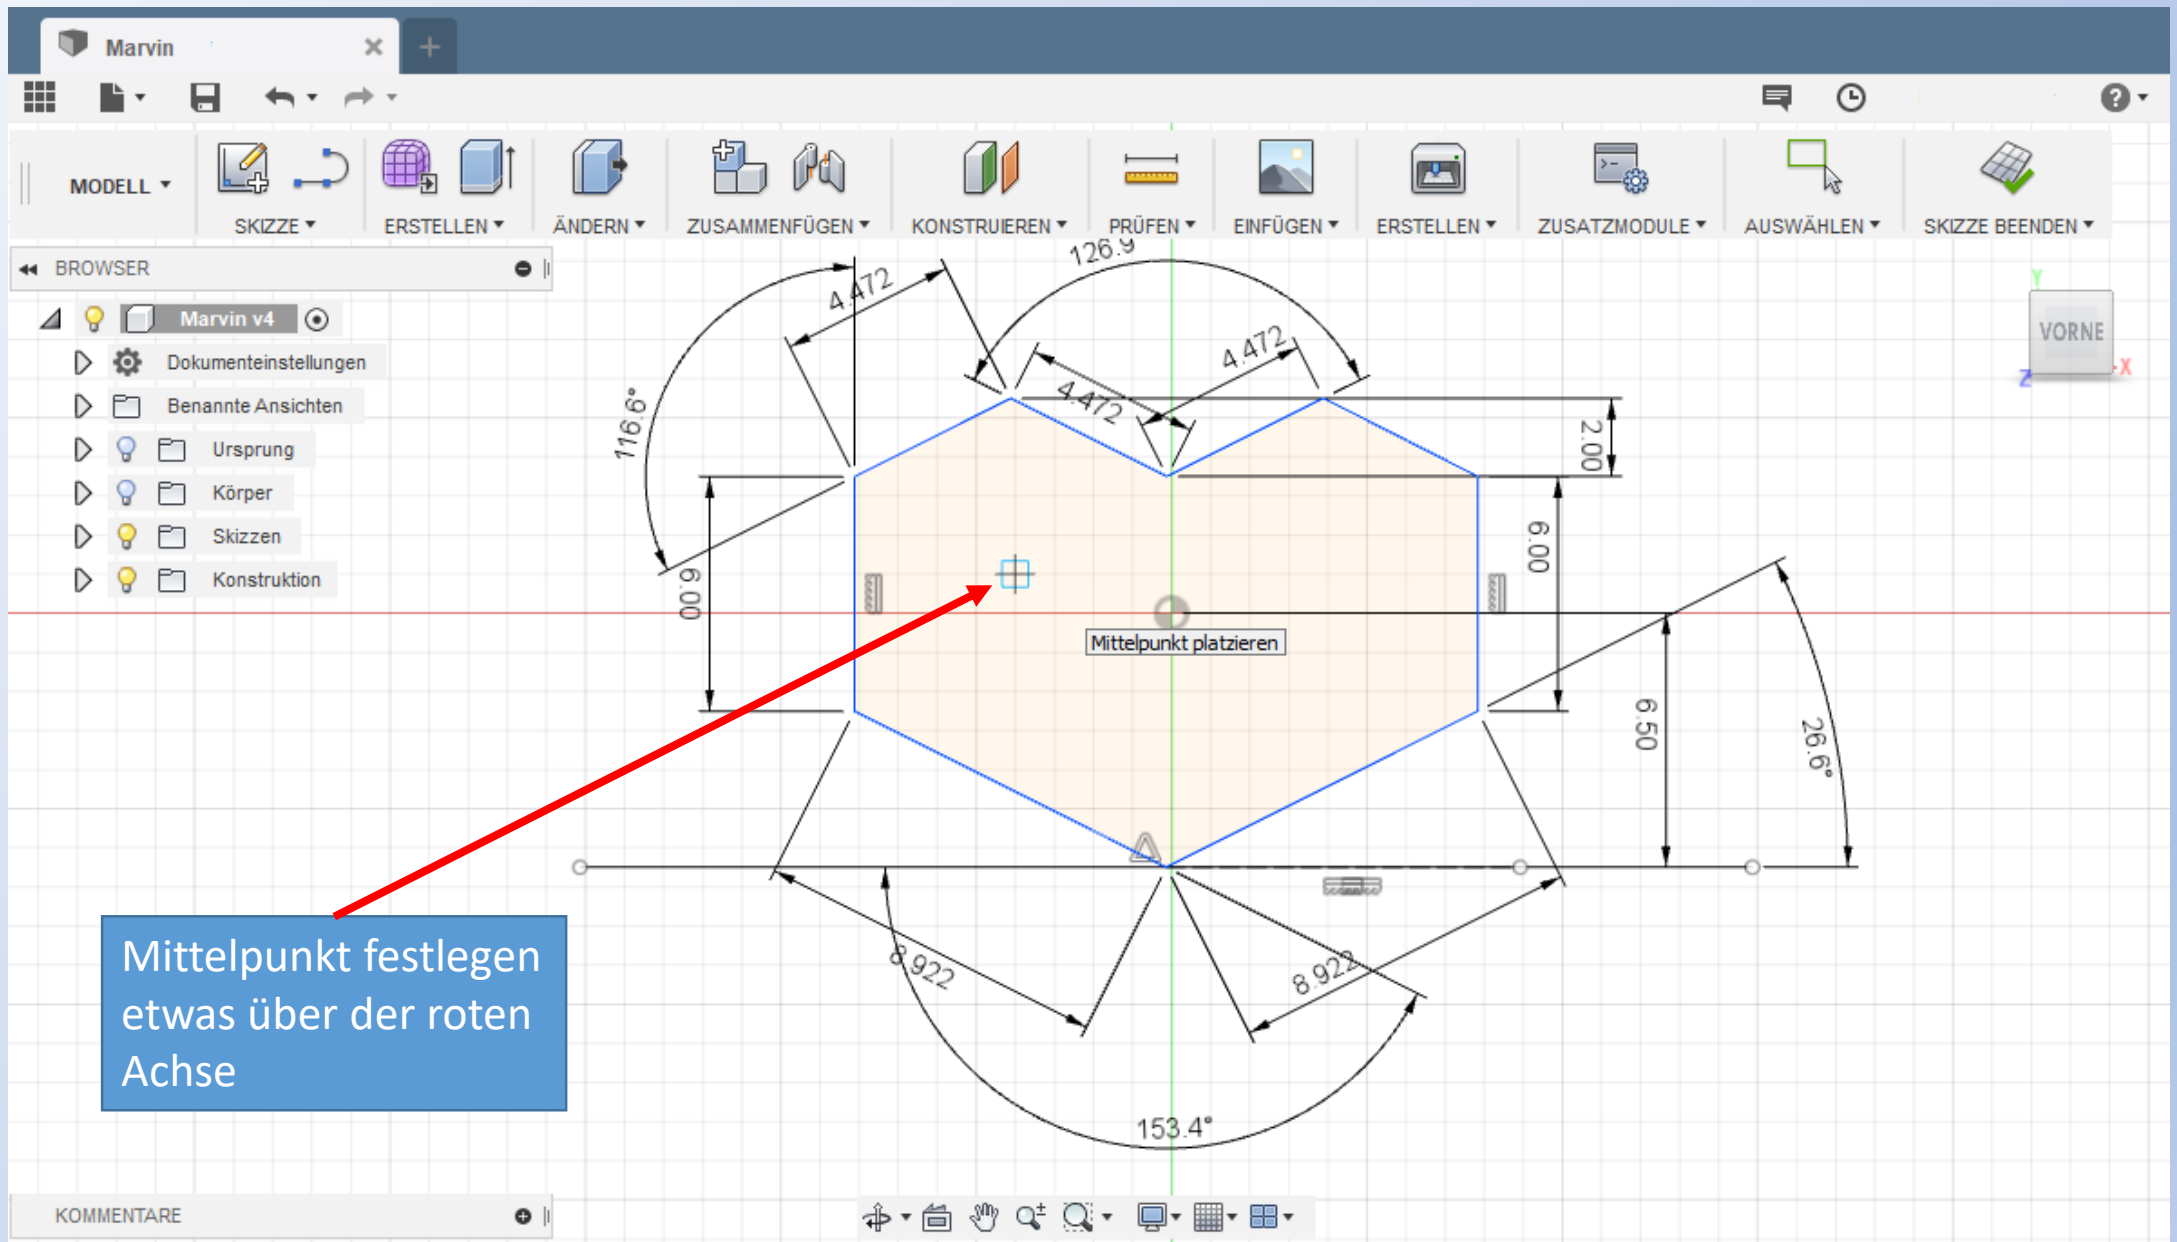 Marvin
MODELL
SKIZZE
ERSTELLEN
ÄNDERN
ZUSAMMENFÜGEN
KONSTRUIEREN
PRÜFEN
EINFÜGEN
ERSTELLEN
ZUSATZMODULE
AUSWÄHLEN
SKIZZE BEENDEN
BROWSER
Marvin v4
Dokumenteinstellungen
Benannte Ansichten
Ursprung
Körper
Skizzen
Konstruktion
Y
VORNE
X
Z
126.9
4.472
4.472
4.472
116.6°
2.00
6.00
6.00
Mittelpunkt platzieren
6.50
26.6°
8.922
8.922
153.4°
Mittelpunkt festlegen
etwas über der roten
Achse
KOMMENTARE